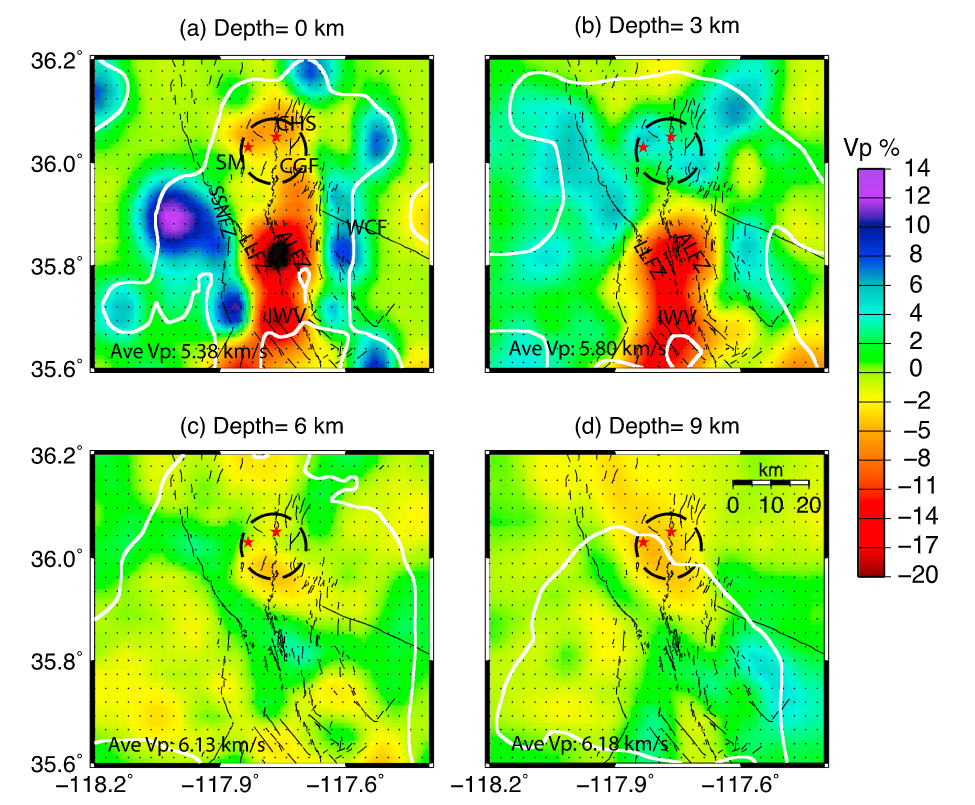 (a) Depth= 0 km
(b) Depth= 3 km
36.2°
36.0°
35.8°
35.6°
CHS
SM
CGF
SSNFZ
WCF
LLFZ
ALFZ
IWV
Ave Vp: 5.38 km/s
LLFZ
ALFZ
IWV
Ave Vp: 5.80 km/s
Vp %
14
12
10
8
6
4
2
0
−2
−5
−8
−11
−14
−17
−20
(c) Depth= 6 km
(d) Depth= 9 km
36.2°
36.0°
35.8°
35.6°
km
0 10 20
Ave Vp: 6.13 km/s
Ave Vp: 6.18 km/s
−118.2° −117.9° −117.6°
−118.2° −117.9° −117.6°